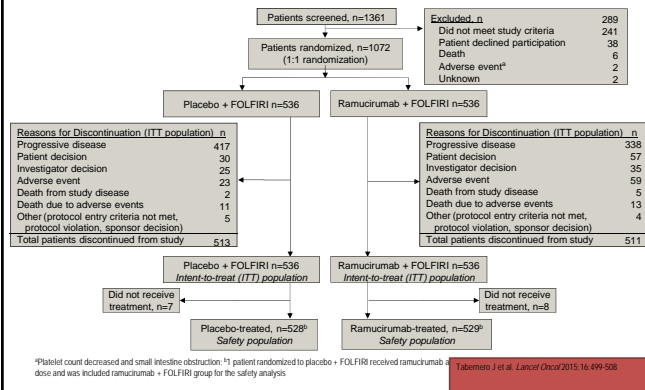 Patients screened, n=1361
Excluded, n 289
Did not meet study criteria 241
Patient declined participation 38
Death 6
Adverse eventᵃ 2
Unknown 2
Patients randomized, n=1072
(1:1 randomization)
Placebo + FOLFIRI n=536
Ramucirumab + FOLFIRI n=536
Reasons for Discontinuation (ITT population) n
Progressive disease 417
Patient decision 30
Investigator decision 25
Adverse event 23
Death from study disease 2
Death due to adverse events 11
Other (protocol entry criteria not met, 5
protocol violation, sponsor decision)
Total patients discontinued from study 513
Reasons for Discontinuation (ITT population) n
Progressive disease 338
Patient decision 57
Investigator decision 35
Adverse event 59
Death from study disease 5
Death due to adverse events 13
Other (protocol entry criteria not met, 4
protocol violation, sponsor decision)
Total patients discontinued from study 511
Placebo + FOLFIRI n=536
Intent-to-treat (ITT) population
Ramucirumab + FOLFIRI n=536
Intent-to-treat (ITT) population
Did not receive
treatment, n=7
Did not receive
treatment, n=8
Placebo-treated, n=528ᵇ
Safety population
Ramucirumab-treated, n=529ᵇ
Safety population
ᵃPlatelet count decreased and small intestine obstruction; ᵇ1 patient randomized to placebo + FOLFIRI received ramucirumab a
dose and was included ramucirumab + FOLFIRI group for the safety analysis
Tabernero J et al. Lancet Oncol 2015;16:499-508